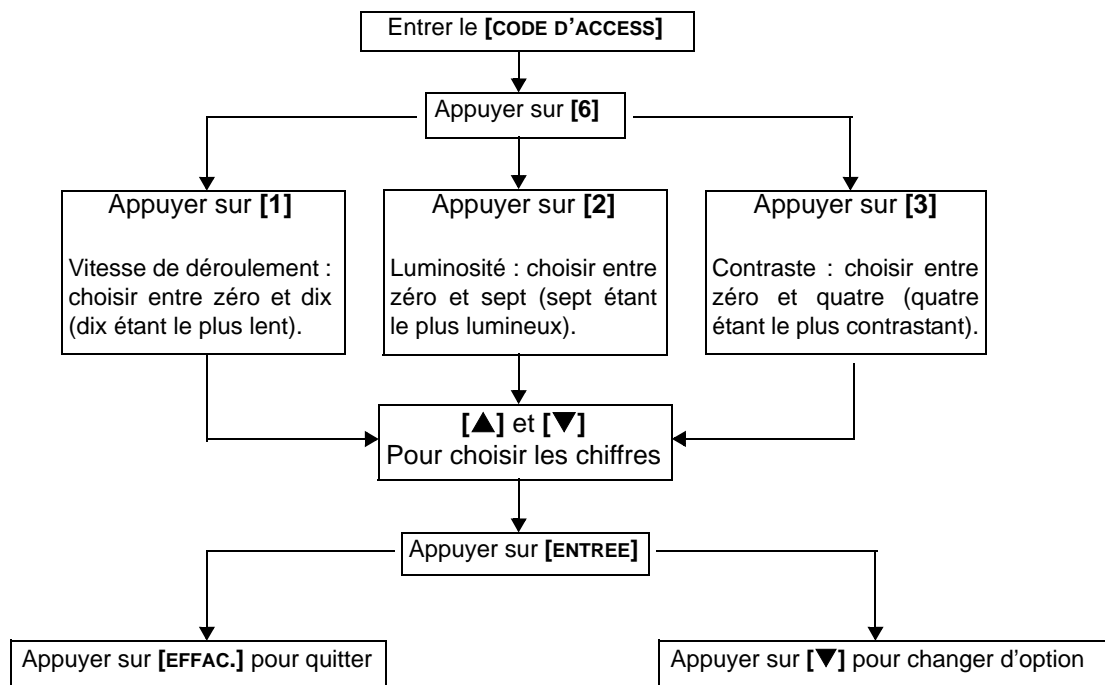 Entrer le [CODE D’ACCESS]
Appuyer sur [6]
Appuyer sur [1]
Vitesse de déroulement :
choisir entre zéro et dix
(dix étant le plus lent).
Appuyer sur [2]
Luminosité : choisir entre
zéro et sept (sept étant
le plus lumineux).
Appuyer sur [3]
Contraste : choisir entre
zéro et quatre (quatre
étant le plus contrastant).
[▲] et [▼]
Pour choisir les chiffres
Appuyer sur [ENTREE]
Appuyer sur [EFFAC.] pour quitter
Appuyer sur [▼] pour changer d’option